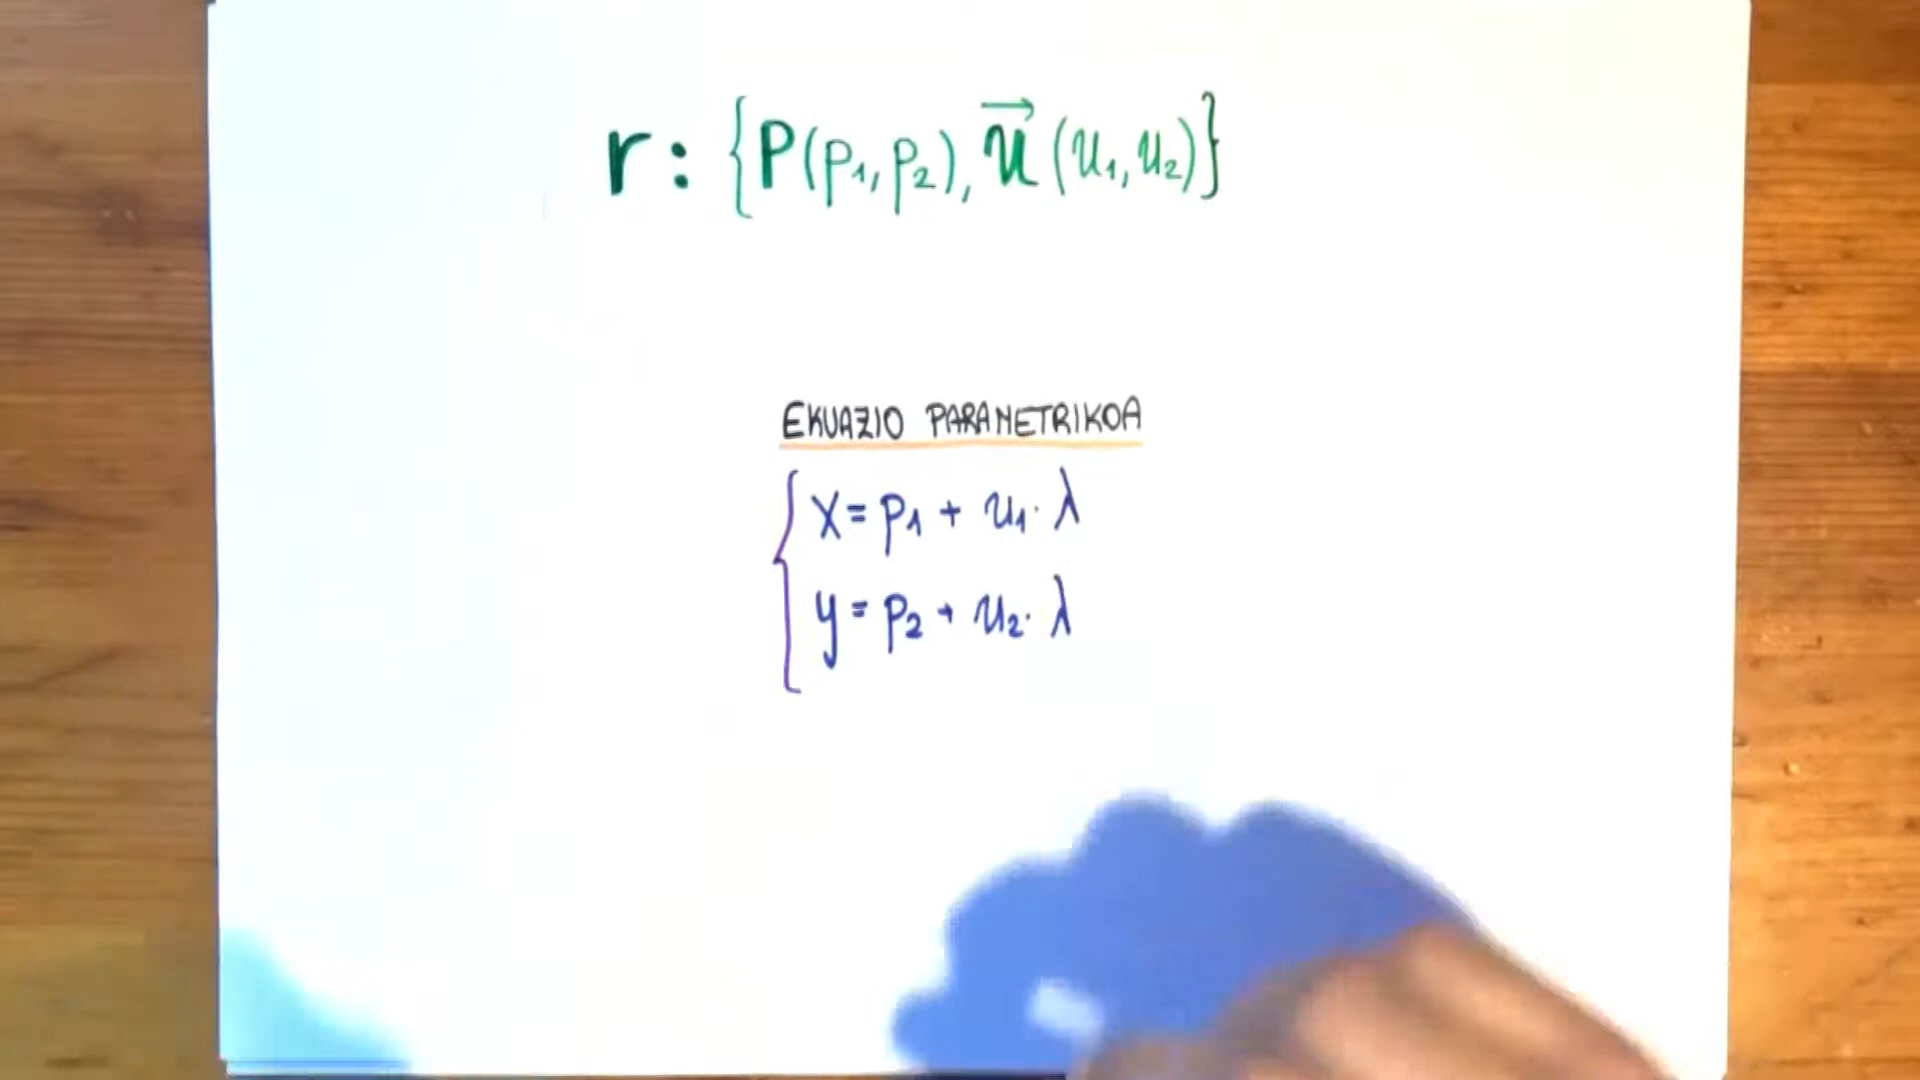 r: {P(p₁, p₂), u⃗ (u₁, u₂)}
EKUAZIO PARAMETRIKOA
x = p₁ + u₁· λ
y = p₂ + u₂· λ